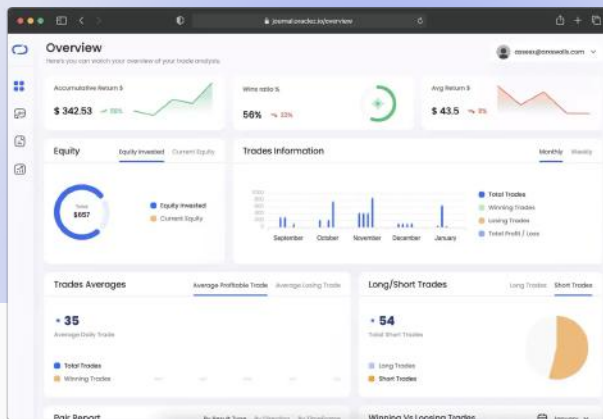 Overview
Here's you can watch your overview of your trade analysis.
Accumulative Return $
$ 342.53
Wins ratio %
56%
Avg Return $
$ 43.5
Equity
Equity Invested
Current Equity
Total
$657
Equity Invested
Current Equity
Trades Information
Monthly
Weekly
September
October
November
December
January
Total Trades
Winning Trades
Losing Trades
Total Profit / Loss
Trades Averages
Average Profitable Trade
Average Losing Trade
35
Average Daily Trade
Total Trades
Winning Trades
Long/Short Trades
Long Trades
Short Trades
54
Total Short Trades
Long Trades
Short Trades
Pair Report
Winning Vs Loosing Trades
January